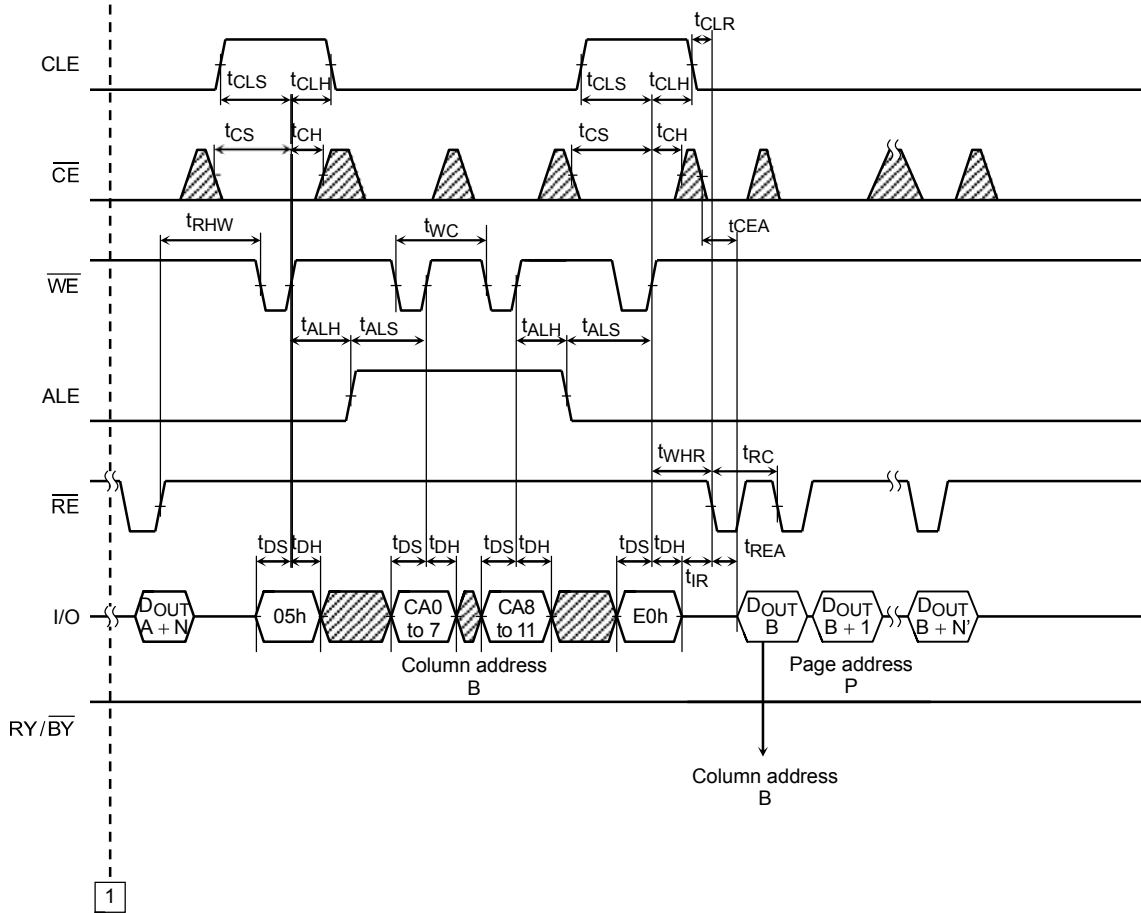 tCLR
CLE
tCLS tCLH tCLS tCLH
tCS tCH tCS tCH
CE
tRHW tWC tCEA
WE
tALH tALS tALH tALS
ALE
tWHR tRC
RE
tDS tDH tDS tDH tDS tDH tDS tDH tREA
tIR
I/O
DOUT
A + N
05h
CA0
to 7
CA8
to 11
E0h
DOUT
B
DOUT
B + 1
DOUT
B + N'
Column address
B
Page address
P
RY/BY
Column address
B
1